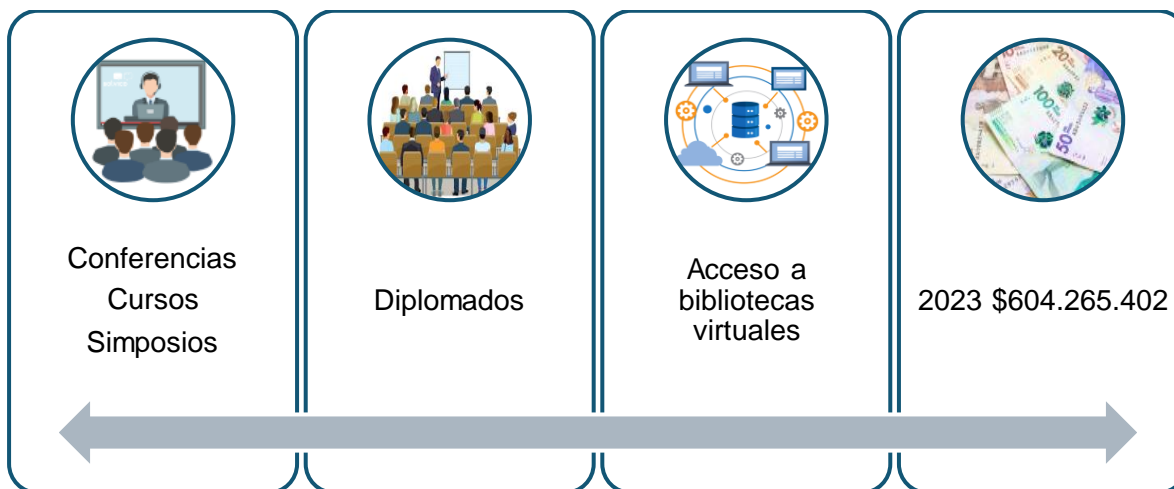 Conferencias
Cursos
Simposios
Diplomados
Acceso a
bibliotecas
virtuales
2023 $604.265.402